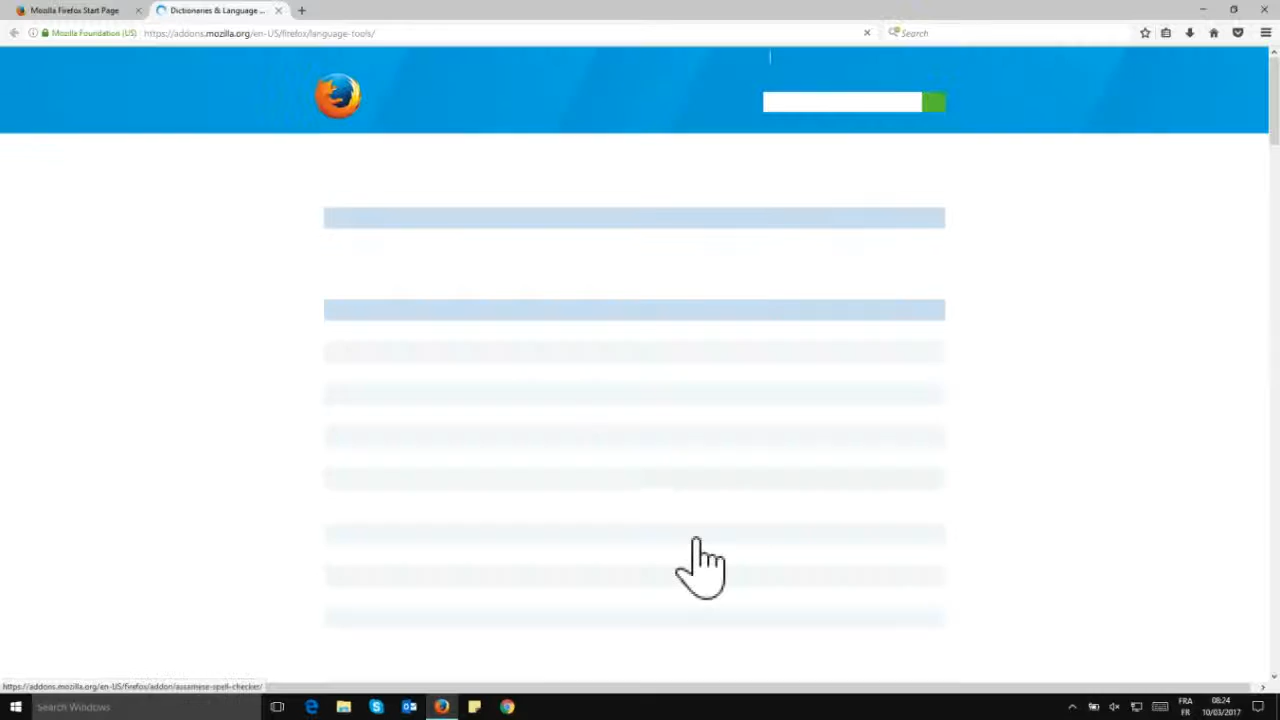 Mozilla Firefox Start Page
Dictionaries & Language ...
Mozilla Foundation (US)
https://addons.mozilla.org/en-US/firefox/language-tools/
Search
https://addons.mozilla.org/en-US/firefox/addon/assamese-spell-checker/
Search Windows
FRA
FR
08:24
10/03/2017